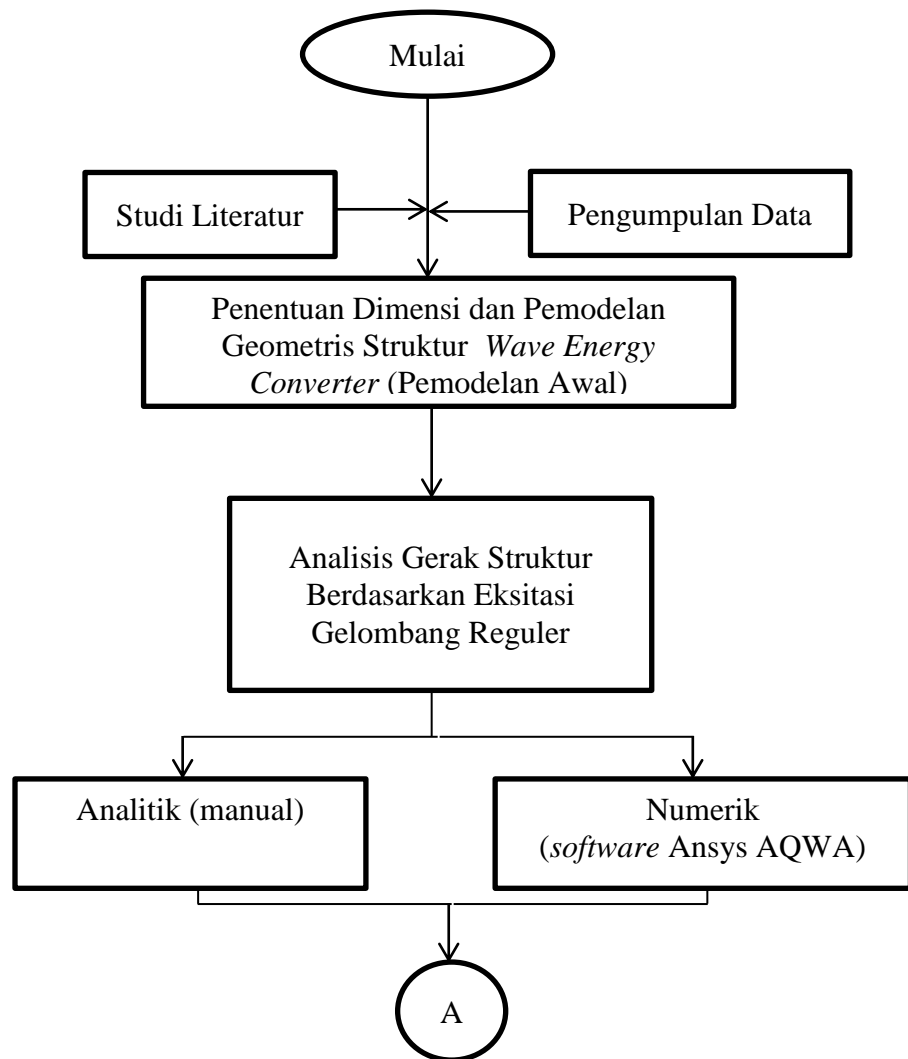 Mulai
Studi Literatur
Pengumpulan Data
Penentuan Dimensi dan Pemodelan
Geometris Struktur Wave Energy
Converter (Pemodelan Awal)
Analisis Gerak Struktur
Berdasarkan Eksitasi
Gelombang Reguler
Analitik (manual)
Numerik
(software Ansys AQWA)
A